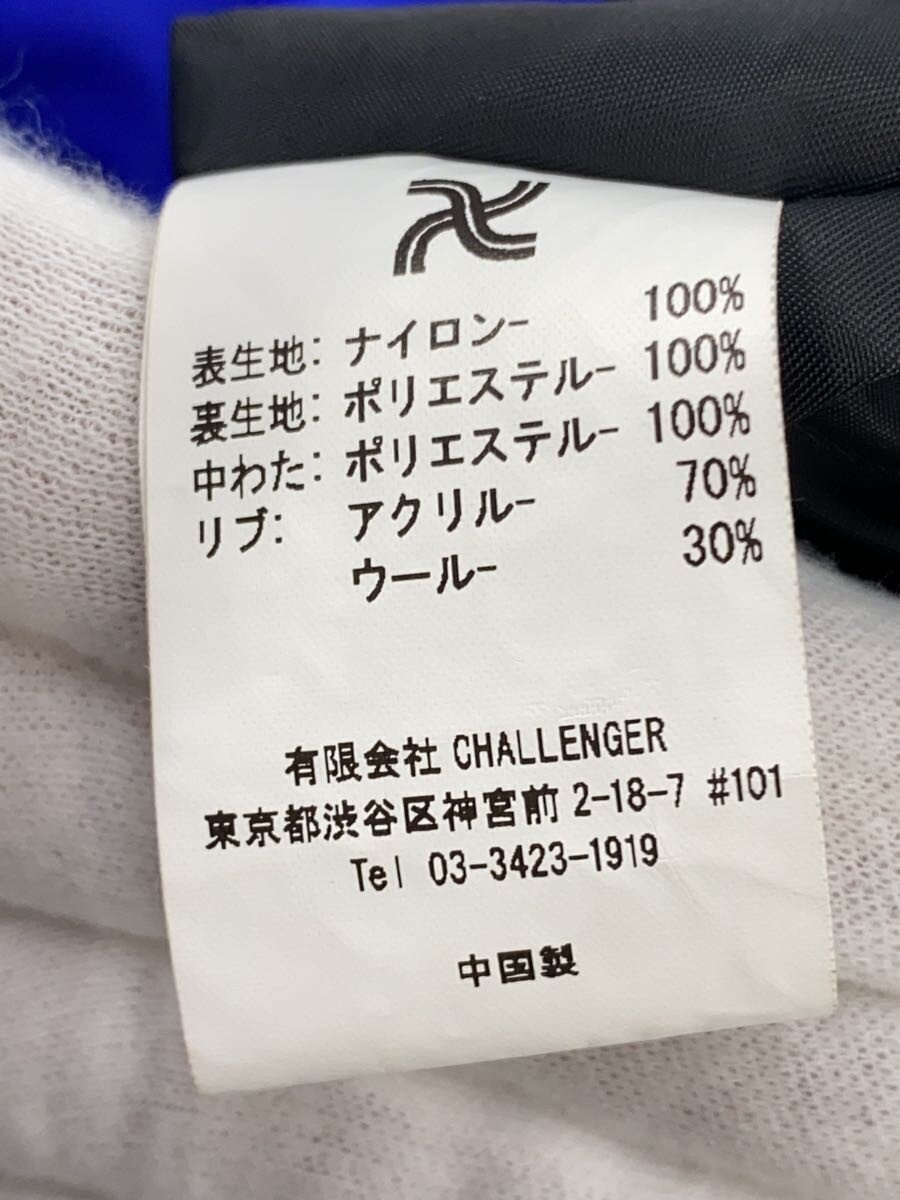 表生地: ナイロン- 100%
裏生地: ポリエステル- 100%
中わた: ポリエステル- 100%
リブ: アクリル- 70%
ウール- 30%
有限会社 CHALLENGER
東京都渋谷区神宮前 2-18-7 #101
Tel 03-3423-1919
中国製